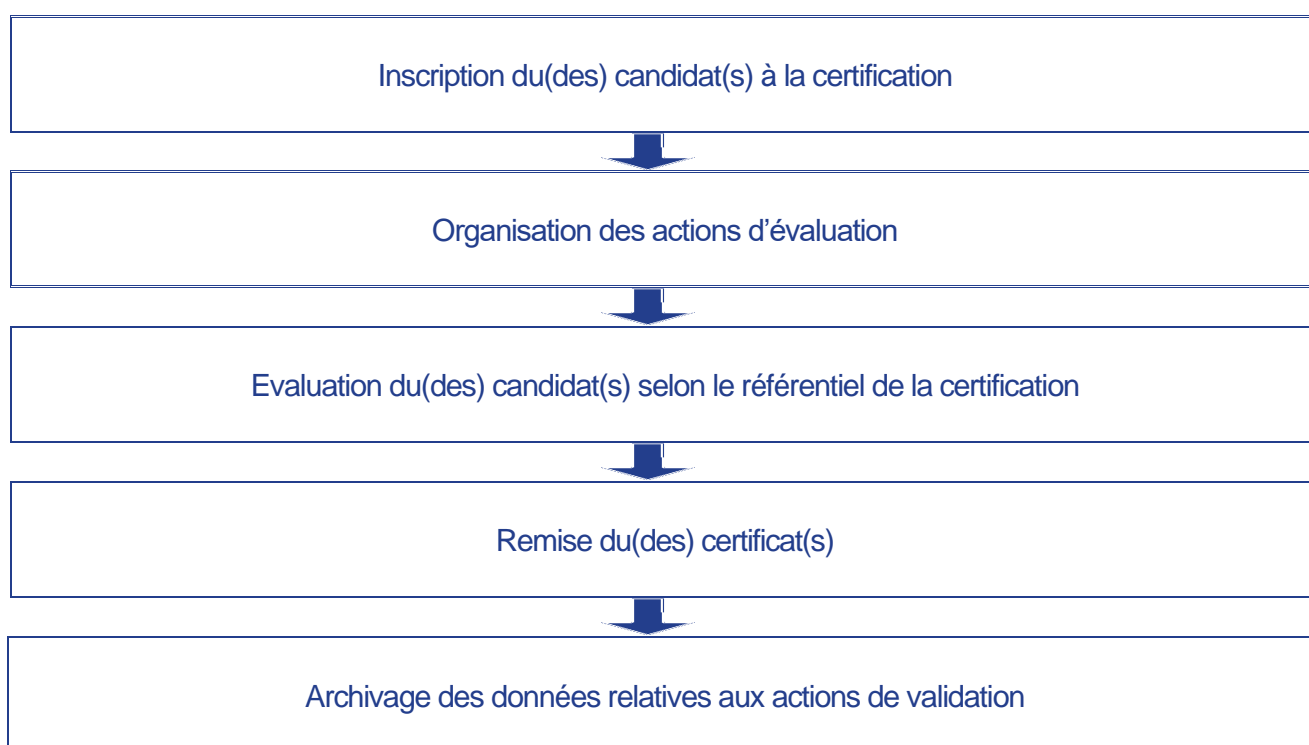 Inscription du(des) candidat(s) à la certification
Organisation des actions d’évaluation
Evaluation du(des) candidat(s) selon le référentiel de la certification
Remise du(des) certificat(s)
Archivage des données relatives aux actions de validation